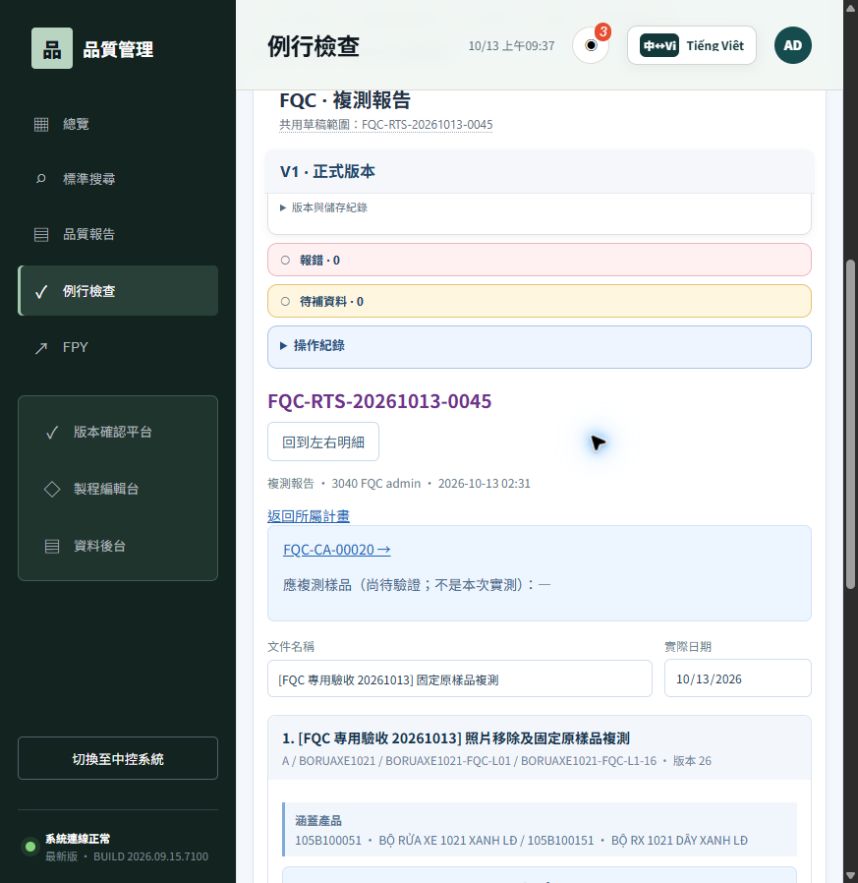 品
品質管理
總覽
標準搜尋
品質報告
例行檢查
FPY
版本確認平台
製程編輯台
資料後台
切換至中控系統
系統連線正常
最新版 · BUILD 2026.09.15.7100
例行檢查
10/13 上午09:37
3
中↔Vi
Tiếng Việt
AD
FQC · 複測報告
共用草稿範圍：FQC-RTS-20261013-0045
V1 · 正式版本
▶ 版本與儲存紀錄
○ 報錯 · 0
○ 待補資料 · 0
▶ 操作紀錄
FQC-RTS-20261013-0045
回到左右明細
複測報告 · 3040 FQC admin · 2026-10-13 02:31
返回所屬計畫
FQC-CA-00020 →
應複測樣品（尚待驗證；不是本次實測）：—
文件名稱
實際日期
[FQC 專用驗收 20261013] 固定原樣品複測
10/13/2026
1. [FQC 專用驗收 20261013] 照片移除及固定原樣品複測
A / BORUAXE1021 / BORUAXE1021-FQC-L01 / BORUAXE1021-FQC-L1-16 · 版本 26
涵蓋產品
105B100051 · BỘ RỬA XE 1021 XANH LĐ / 105B100151 · BỘ RX 1021 DÂY XANH LĐ